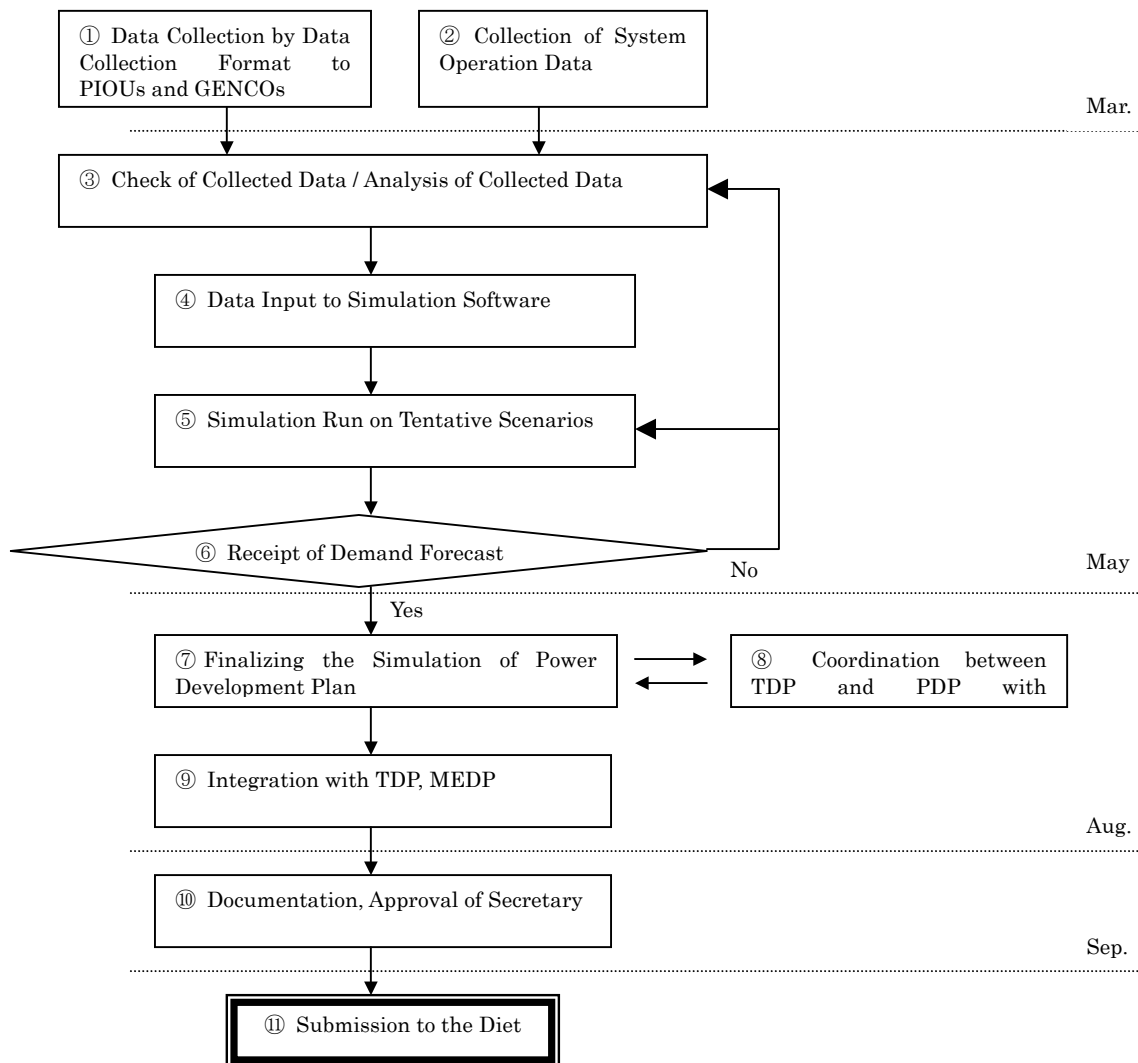 ① Data Collection by Data
Collection Format to
PIOUs and GENCOs
② Collection of System
Operation Data
Mar.
③ Check of Collected Data / Analysis of Collected Data
④ Data Input to Simulation Software
⑤ Simulation Run on Tentative Scenarios
⑥ Receipt of Demand Forecast
No
May
Yes
⑦ Finalizing the Simulation of Power
Development Plan
⑧ Coordination between
TDP and PDP with
⑨ Integration with TDP, MEDP
Aug.
⑩ Documentation, Approval of Secretary
Sep.
⑪ Submission to the Diet